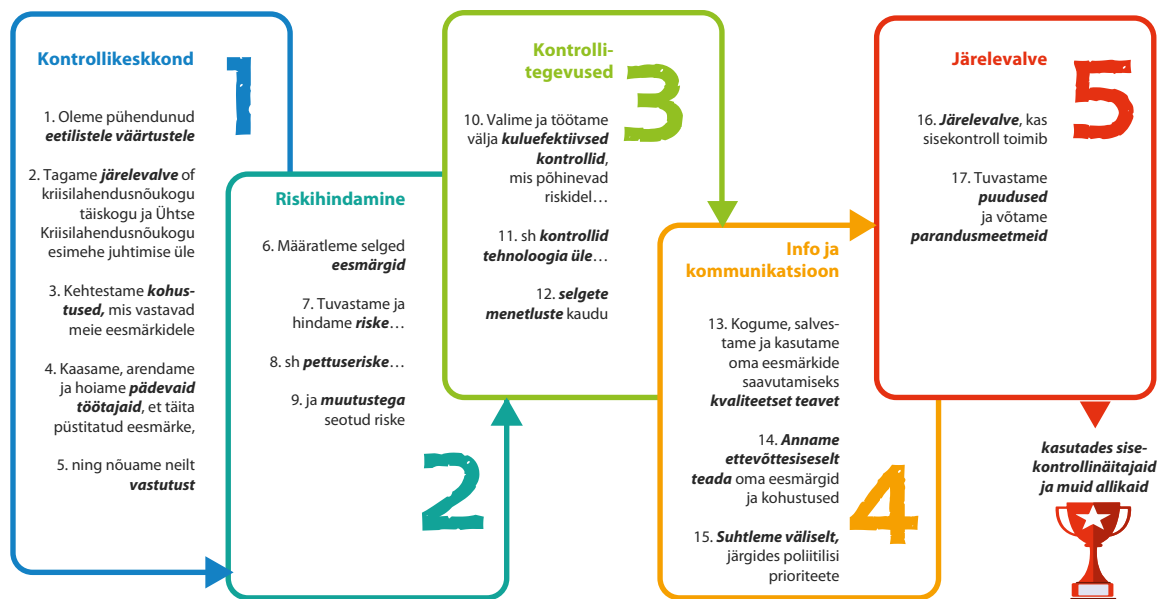 Kontrollikeskkond
1
1. Oleme pühendunud
eetilistele väärtustele
2. Tagame järelevalve of
kriisilahendusnõukogu
täiskogu ja Ühtse
Kriisilahendusnõukogu
esimehe juhtimise üle
3. Kehtestame kohus-
tused, mis vastavad
meie eesmärkidele
4. Kaasame, arendame
ja hoiame pädevaid
töötajaid, et täita
püstitatud eesmärke,
5. ning nõuame neilt
vastutust
Riskihindamine
6. Määratleme selged
eesmärgid
7. Tuvastame ja
hindame riske…
8. sh pettuseriske…
9. ja muutustega
seotud riske
2
Kontrolli-
tegevused
3
10. Valime ja töötame
välja kuluefektiivsed
kontrollid,
mis põhinevad
riskidel…
11. sh kontrollid
tehnoloogia üle…
12. selgete
menetluste kaudu
Info ja
kommunikatsioon
13. Kogume, salves-
tame ja kasutame
oma eesmärkide
saavutamiseks
kvaliteetset teavet
14. Anname
ettevõttesiseselt
teada oma eesmärgid
ja kohustused
15. Suhtleme väliselt,
järgides poliitilisi
prioriteete
4
Järelevalve
5
16. Järelevalve, kas
sisekontroll toimib
17. Tuvastame
puudused
ja võtame
parandusmeetmeid
kasutades sise-
kontrollinäitajaid
ja muid allikaid